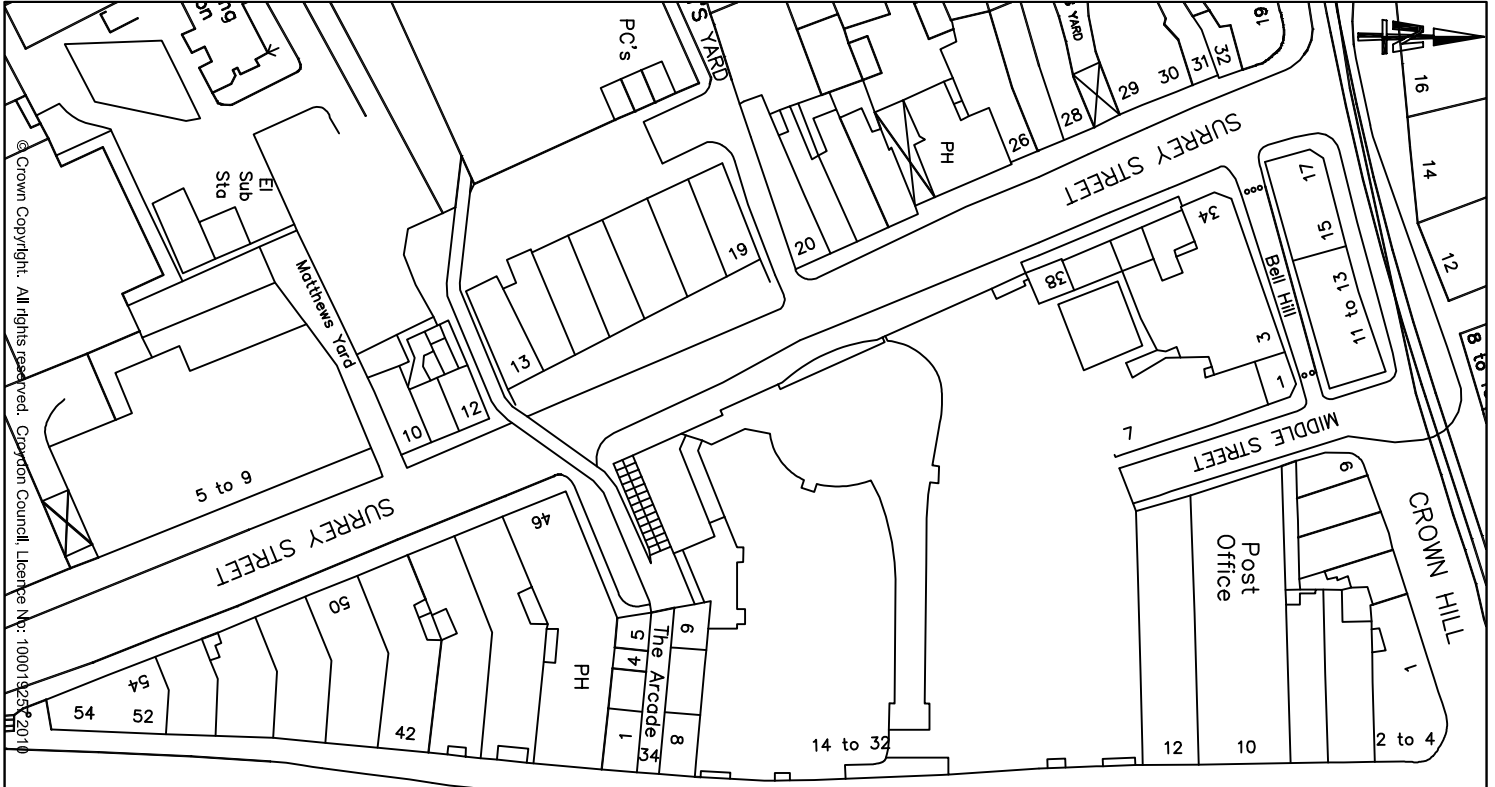 PC's
'S YARD
S YARD
19
32
31
30
29
28
26
PH
20
19
SURREY STREET
N
16
14
12
17
15
11 to 13
Bell Hill
34
38
3
1
7
MIDDLE STREET
8 to
El
Sub
Sta
Matthews Yard
13
12
10
5 to 9
SURREY STREET
46
50
54
54
52
42
PH
5
4
1
The Arcade
34
9
8
14 to 32
12
10
Post
Office
9
CROWN HILL
1
2 to 4
© Crown Copyright. All rights reserved. Croydon Council, Licence No: 100019257 2010